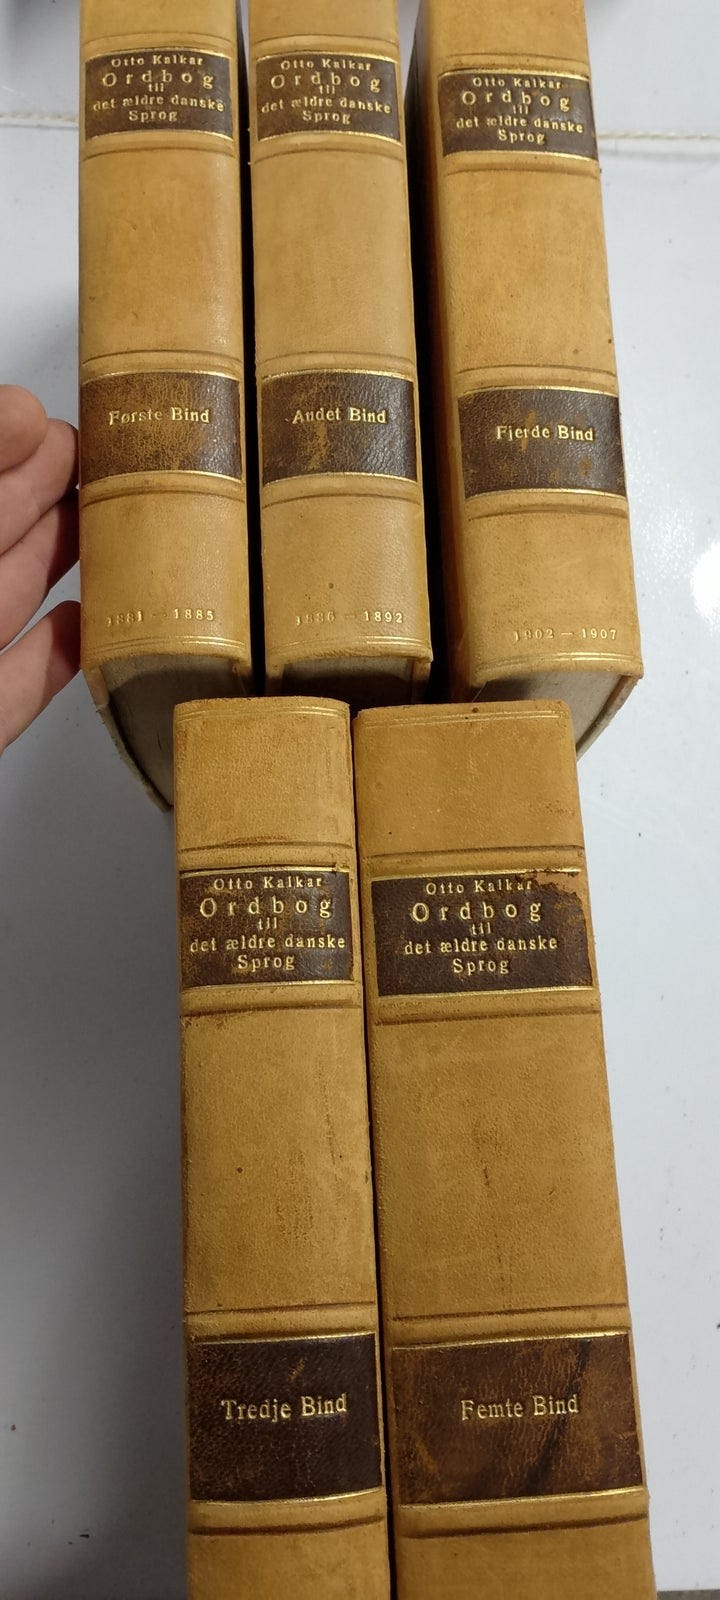 Otto Kalkar
Ordbog
til
det ældre danske
Sprog
Første Bind
1881 - 1885
Otto Kalkar
Ordbog
til
det ældre danske
Sprog
Andet Bind
1886 - 1892
Otto Kalkar
Ordbog
til
det ældre danske
Sprog
Fjerde Bind
1902 - 1907
Otto Kalkar
Ordbog
til
det ældre danske
Sprog
Tredje Bind
Otto Kalkar
Ordbog
til
det ældre danske
Sprog
Femte Bind